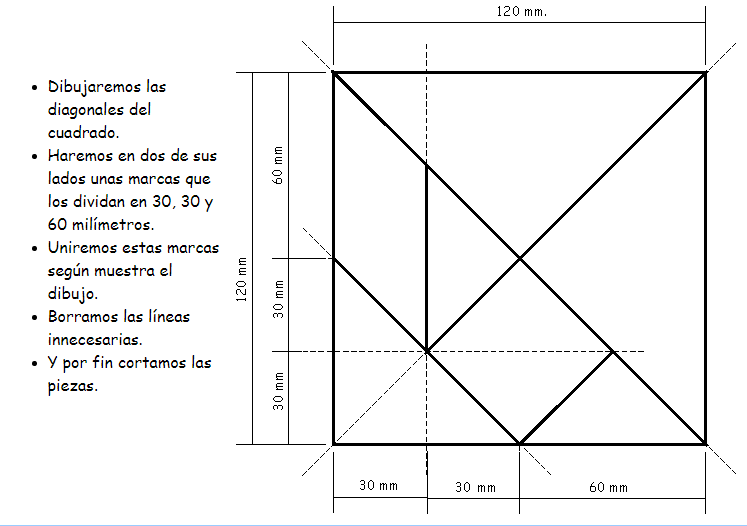 120 mm.
• Dibujaremos las
diagonales del
cuadrado.
• Haremos en dos de sus
lados unas marcas que
los dividan en 30, 30 y
60 milímetros.
• Uniremos estas marcas
según muestra el
dibujo.
• Borramos las líneas
innecesarias.
• Y por fin cortamos las
piezas.
60 mm
120 mm
30 mm
30 mm
30 mm
30 mm
60 mm